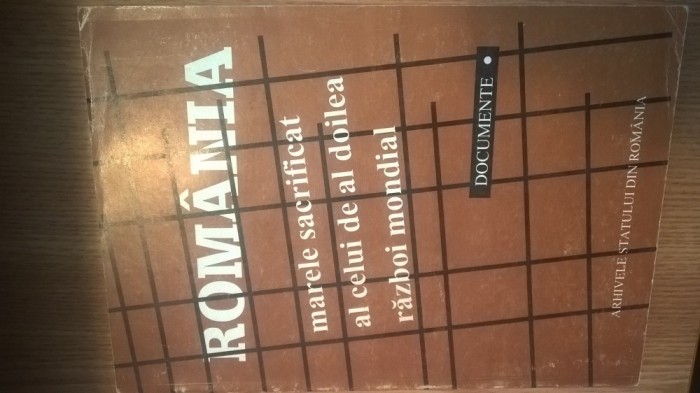 ROMÂNIA
marele sacrificat
al celui de al doilea
război mondial
DOCUMENTE •
ARHIVELE STATULUI DIN ROMÂNIA